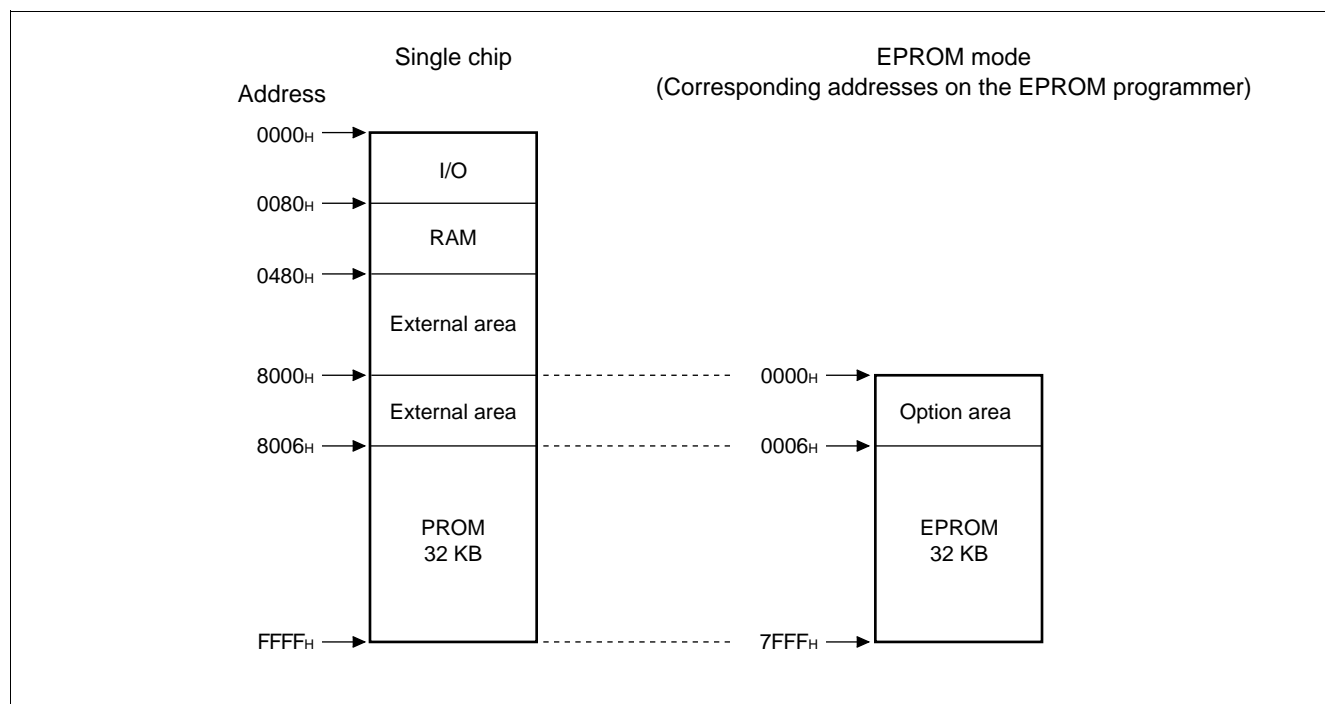 Single chip
EPROM mode
(Corresponding addresses on the EPROM programmer)
Address
0000H
I/O
0080H
RAM
0480H
External area
8000H
0000H
External area
Option area
8006H
0006H
PROM
32 KB
EPROM
32 KB
FFFFH
7FFFH